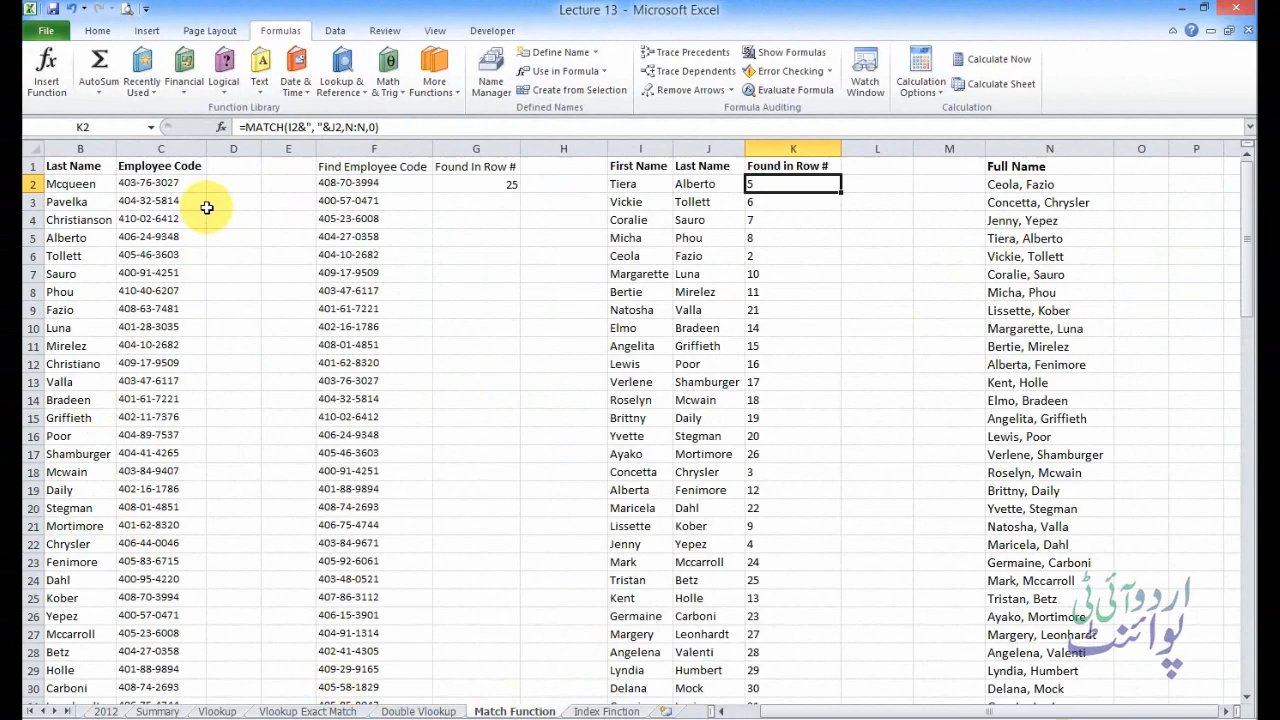 Lecture 13 - Microsoft Excel
File Home Insert Page Layout Formulas Data Review View Developer
Insert Function
AutoSum
Recently Used
Financial
Logical
Text
Date & Time
Lookup & Reference
Math & Trig
More Functions
Function Library
Name Manager
Define Name
Use in Formula
Create from Selection
Defined Names
Trace Precedents
Trace Dependents
Remove Arrows
Show Formulas
Error Checking
Evaluate Formula
Formula Auditing
Watch Window
Calculation Options
Calculate Now
Calculate Sheet
Calculation
K2 fx =MATCH(I2&", "&J2,N:N,0)
B C D E F G H I J K L M N O P
1 Last Name Employee Code Find Employee Code Found In Row # First Name Last Name Found in Row # Full Name
2 Mcqueen 403-76-3027 408-70-3994 25 Tiera Alberto 5 Ceola, Fazio
3 Pavelka 404-32-5814 400-57-0471 Vickie Tollett 6 Concetta, Chrysler
4 Christianson 410-02-6412 405-23-6008 Coralie Sauro 7 Jenny, Yepez
5 Alberto 406-24-9348 404-27-0358 Micha Phou 8 Tiera, Alberto
6 Tollett 405-46-3603 404-10-2682 Ceola Fazio 2 Vickie, Tollett
7 Sauro 400-91-4251 409-17-9509 Margarette Luna 10 Coralie, Sauro
8 Phou 410-40-6207 403-47-6117 Bertie Mirelez 11 Micha, Phou
9 Fazio 408-63-7481 401-61-7221 Natosha Valla 21 Lissette, Kober
10 Luna 401-28-3035 402-16-1786 Elmo Bradeen 14 Margarette, Luna
11 Mirelez 404-10-2682 408-01-4851 Angelita Griffieth 15 Bertie, Mirelez
12 Christiano 409-17-9509 401-62-8320 Lewis Poor 16 Alberta, Fenimore
13 Valla 403-47-6117 403-76-3027 Verlene Shamburger 17 Kent, Holle
14 Bradeen 401-61-7221 404-32-5814 Roselyn Mcwain 18 Elmo, Bradeen
15 Griffieth 402-11-7376 410-02-6412 Brittny Daily 19 Angelita, Griffieth
16 Poor 404-89-7537 406-24-9348 Yvette Stegman 20 Lewis, Poor
17 Shamburger 404-41-4265 405-46-3603 Ayako Mortimore 26 Verlene, Shamburger
18 Mcwain 403-84-9407 400-91-4251 Concetta Chrysler 3 Roselyn, Mcwain
19 Daily 402-16-1786 401-88-9894 Alberta Fenimore 12 Brittny, Daily
20 Stegman 408-01-4851 408-74-2693 Maricela Dahl 22 Yvette, Stegman
21 Mortimore 401-62-8320 406-75-4744 Lissette Kober 9 Natosha, Valla
22 Chrysler 406-44-0046 403-84-9671 Jenny Yepez 4 Maricela, Dahl
23 Fenimore 405-83-6715 405-92-6061 Mark Mccarroll 24 Germaine, Carboni
24 Dahl 400-95-4220 403-48-0521 Tristan Betz 25 Mark, Mccarroll
25 Kober 408-70-3994 407-86-3112 Kent Holle 13 Tristan, Betz
26 Yepez 400-57-0471 406-15-3901 Germaine Carboni 23 Ayako, Mortimore
27 Mccarroll 405-23-6008 404-91-1314 Margery Leonhardt 27 Margery, Leonhardt
28 Betz 404-27-0358 402-41-4305 Angelena Valenti 28 Angelena, Valenti
29 Holle 401-88-9894 409-29-9165 Lyndia Humbert 29 Lyndia, Humbert
30 Carboni 408-74-2693 405-58-1829 Delana Mock 30 Delana, Mock
اردو آئی ٹی
پوائنٹ
2012 Summary Vlookup Vlookup Exact Match Double Vlookup Match Function Index Finction